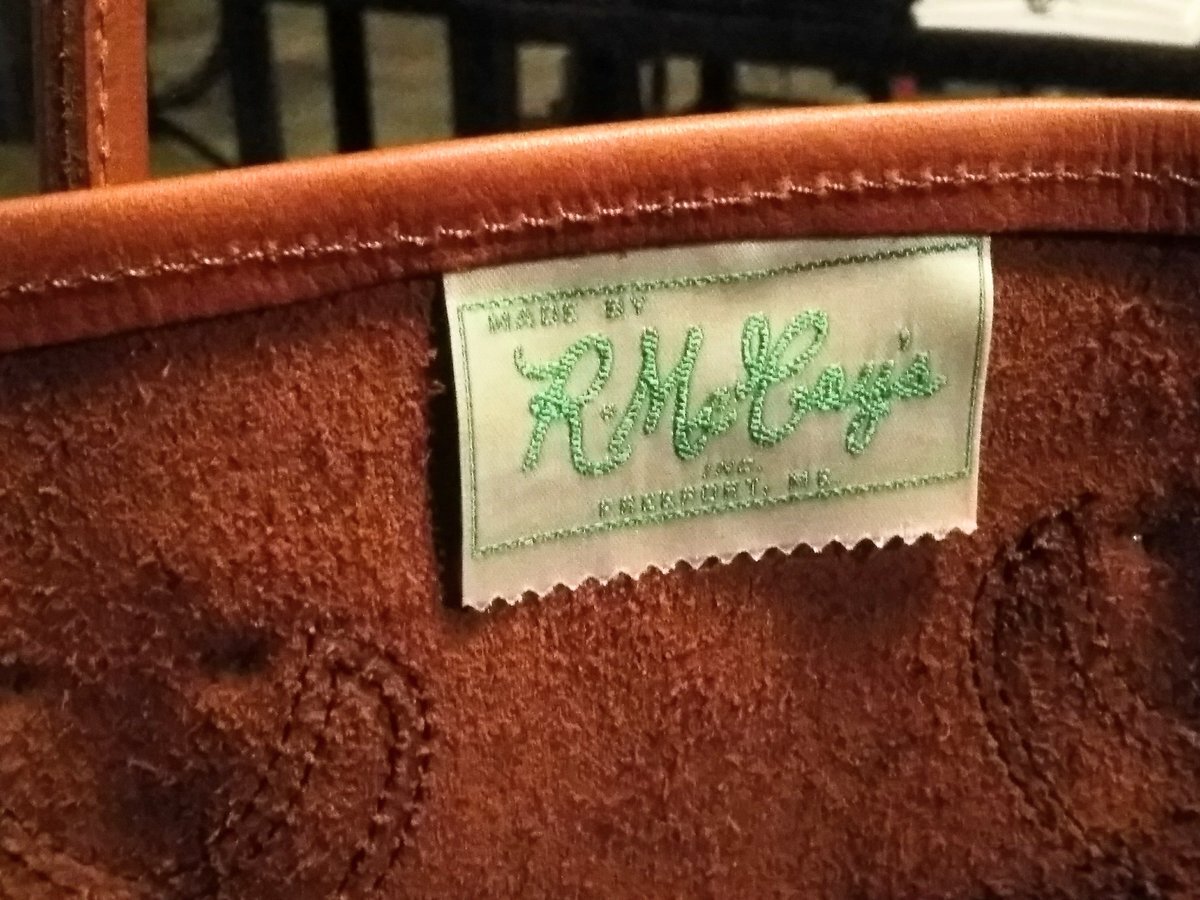 MADE BY
R. McCoy's
INC.
FREEPORT, ME.